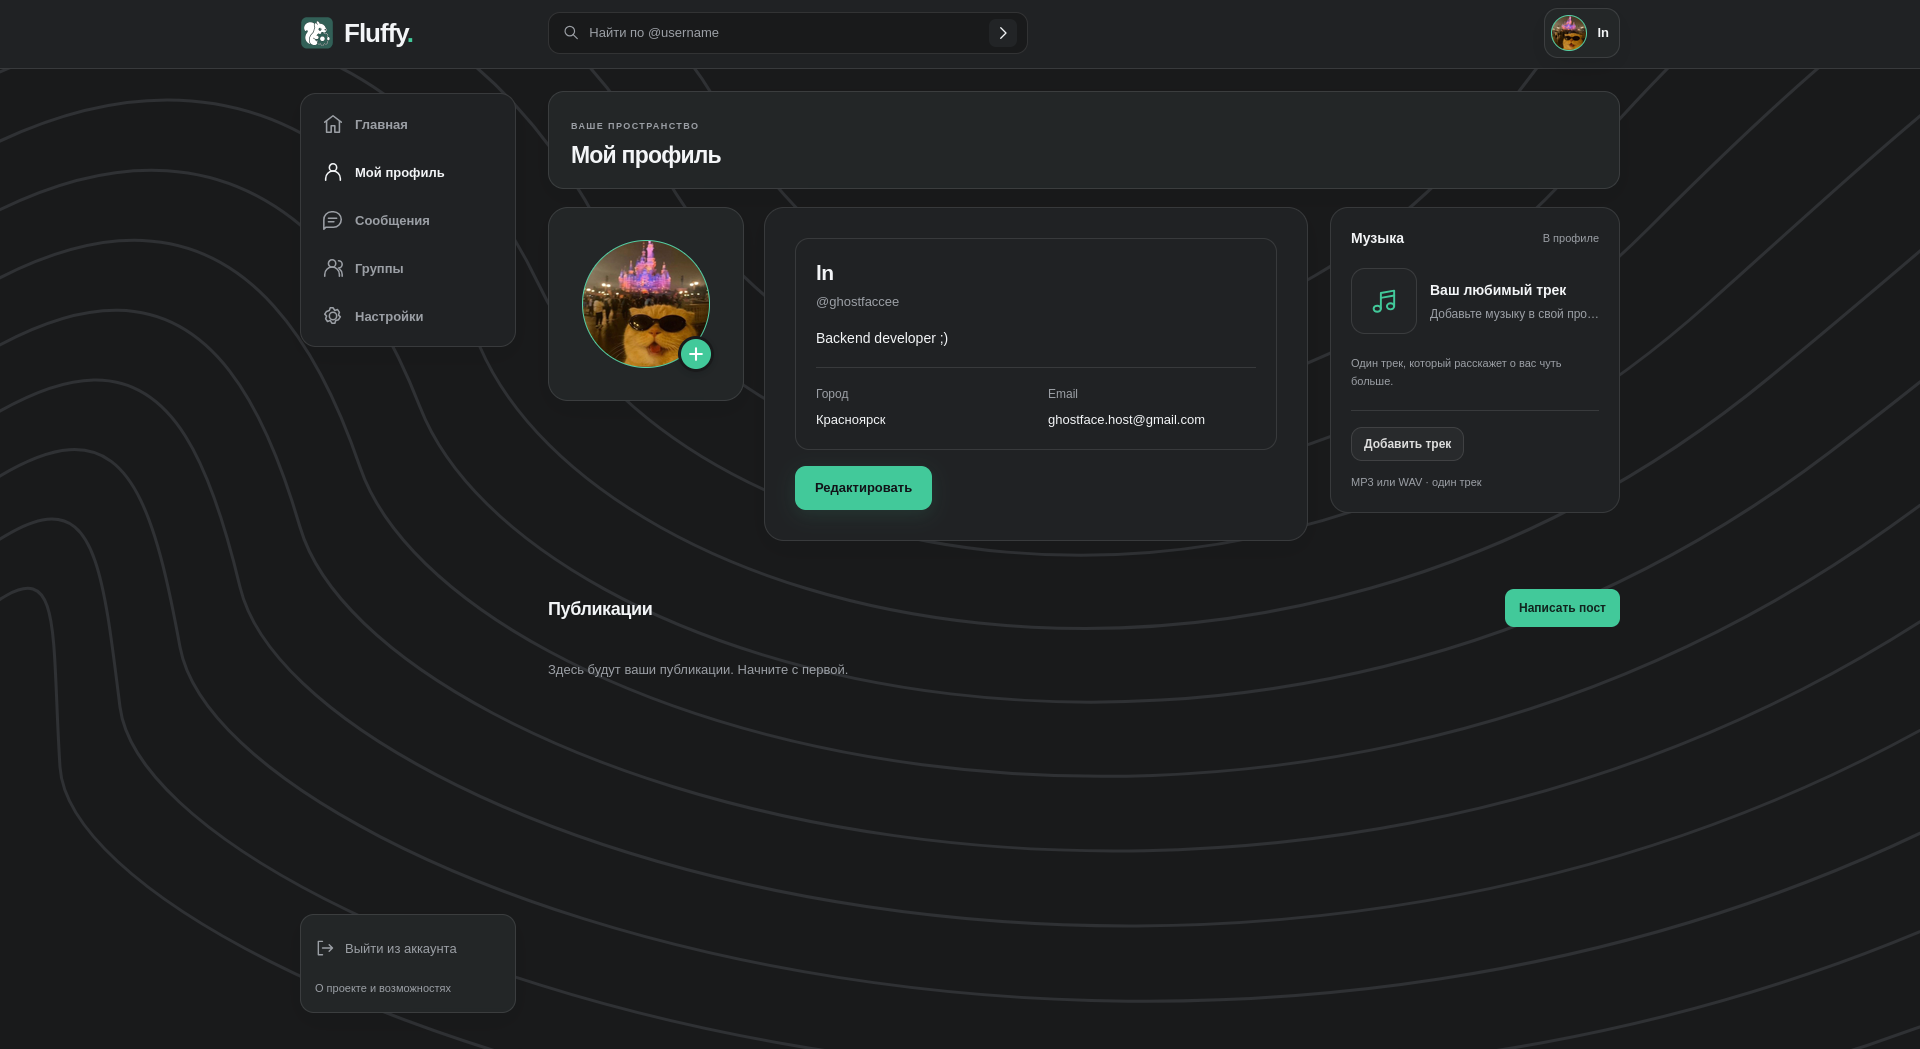 Fluffy.
Найти по @username
In
Главная
Мой профиль
Сообщения
Группы
Настройки
ВАШЕ ПРОСТРАНСТВО
Мой профиль
In
@ghostfaccee
Backend developer ;)
Город
Email
Красноярск
ghostface.host@gmail.com
Редактировать
Музыка
В профиле
Ваш любимый трек
Добавьте музыку в свой про...
Один трек, который расскажет о вас чуть
больше.
Добавить трек
MP3 или WAV · один трек
Публикации
Написать пост
Здесь будут ваши публикации. Начните с первой.
Выйти из аккаунта
О проекте и возможностях